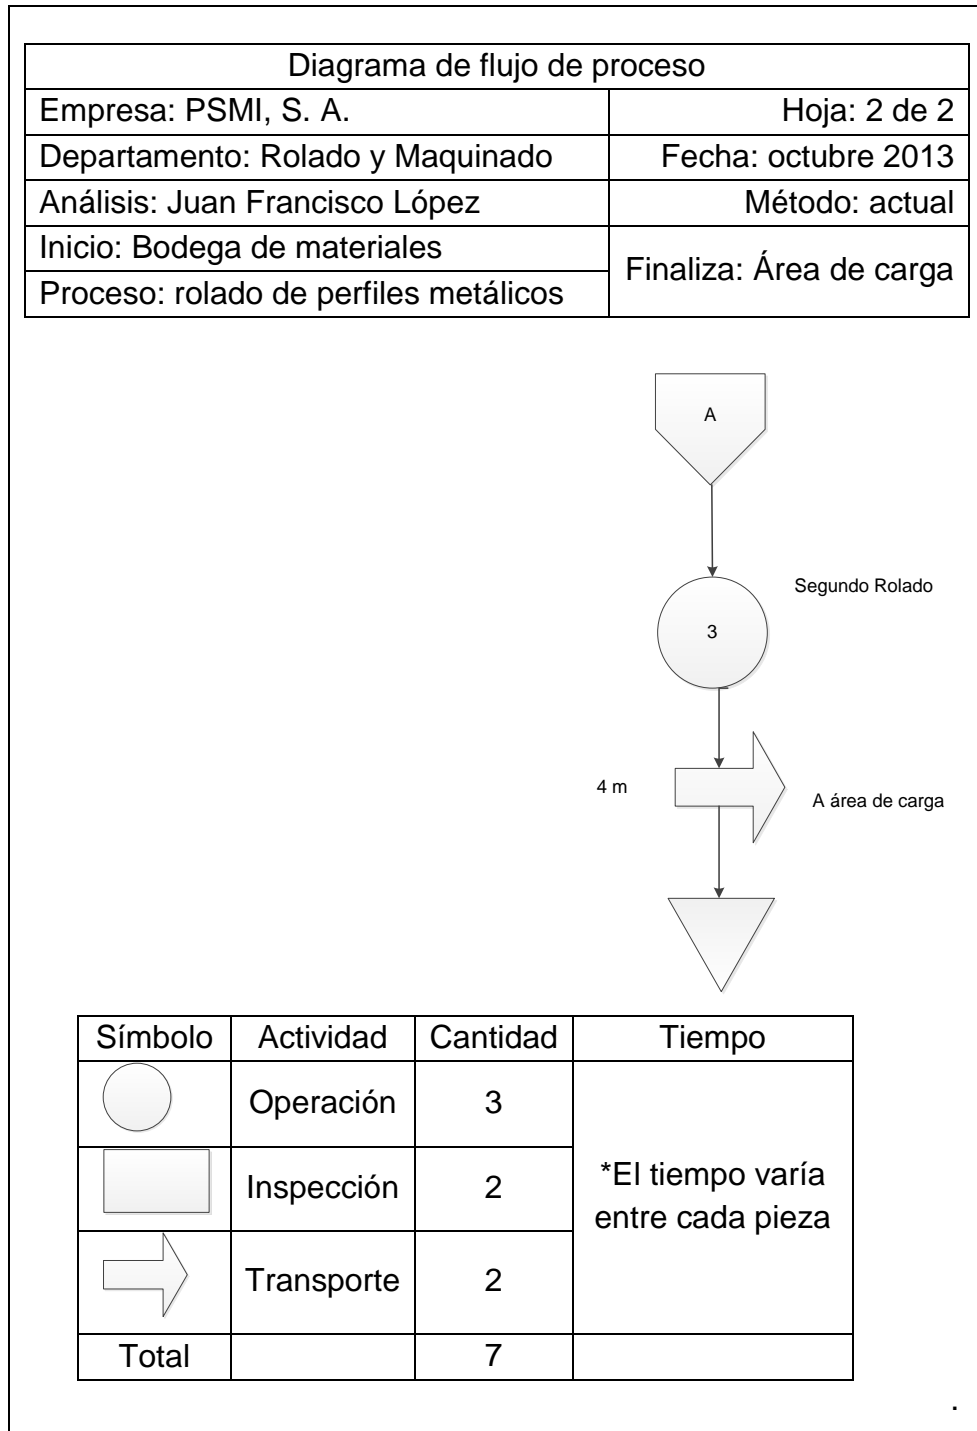 Diagrama de flujo de proceso
Empresa: PSMI, S. A.
Hoja: 2 de 2
Departamento: Rolado y Maquinado
Fecha: octubre 2013
Análisis: Juan Francisco López
Método: actual
Inicio: Bodega de materiales
Finaliza: Área de carga
Proceso: rolado de perfiles metálicos
A
Segundo Rolado
3
4 m
A área de carga
Símbolo Actividad Cantidad Tiempo
Operación 3
Inspección 2
*El tiempo varía
entre cada pieza
Transporte 2
Total 7
.